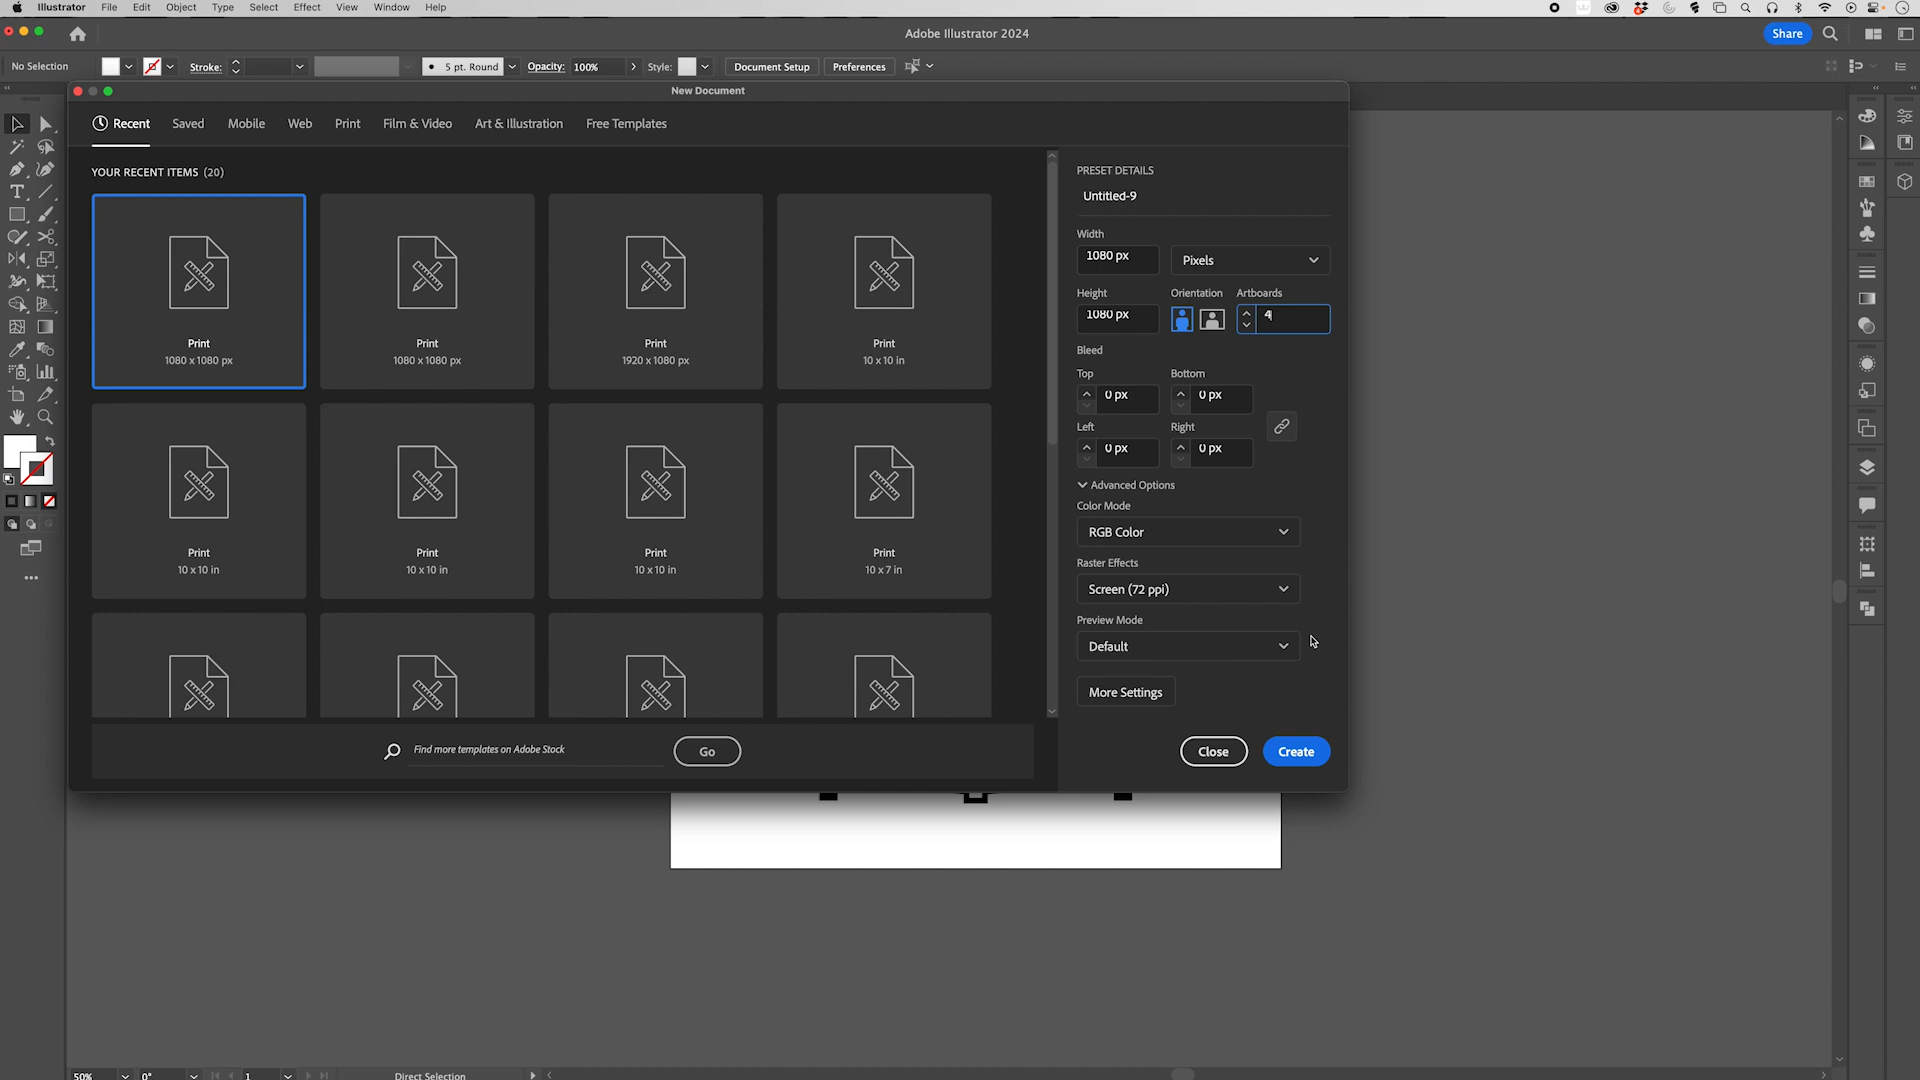 Illustrator File Edit Object Type Select Effect View Window Help
Adobe Illustrator 2024
Share
No Selection Stroke: 5 pt. Round Opacity: 100% Style: Document Setup Preferences
New Document
Recent Saved Mobile Web Print Film & Video Art & Illustration Free Templates
YOUR RECENT ITEMS (20)
Print Print Print Print
1080 x 1080 px 1080 x 1080 px 1920 x 1080 px 10 x 10 in
Print Print Print Print
10 x 10 in 10 x 10 in 10 x 10 in 10 x 7 in
Find more templates on Adobe Stock Go
PRESET DETAILS
Untitled-9
Width
1080 px Pixels
Height Orientation Artboards
1080 px 4
Bleed
Top Bottom
0 px 0 px
Left Right
0 px 0 px
Advanced Options
Color Mode
RGB Color
Raster Effects
Screen (72 ppi)
Preview Mode
Default
More Settings
Close Create
50% 0° 1 Direct Selection